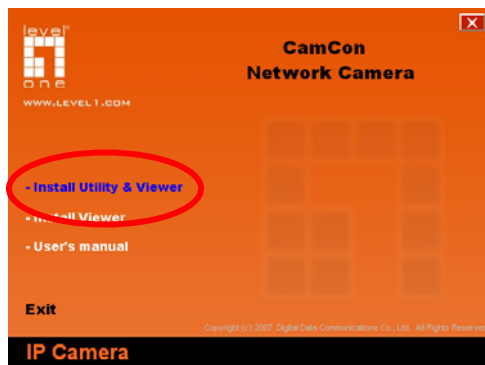 level
one
WWW.LEVEL1.COM
CamCon
Network Camera
- Install Utility & Viewer
- Install Viewer
- User's manual
Exit
Copyright (c) 2007 Digital Data Communications Co., Ltd. All Rights Reserved
IP Camera